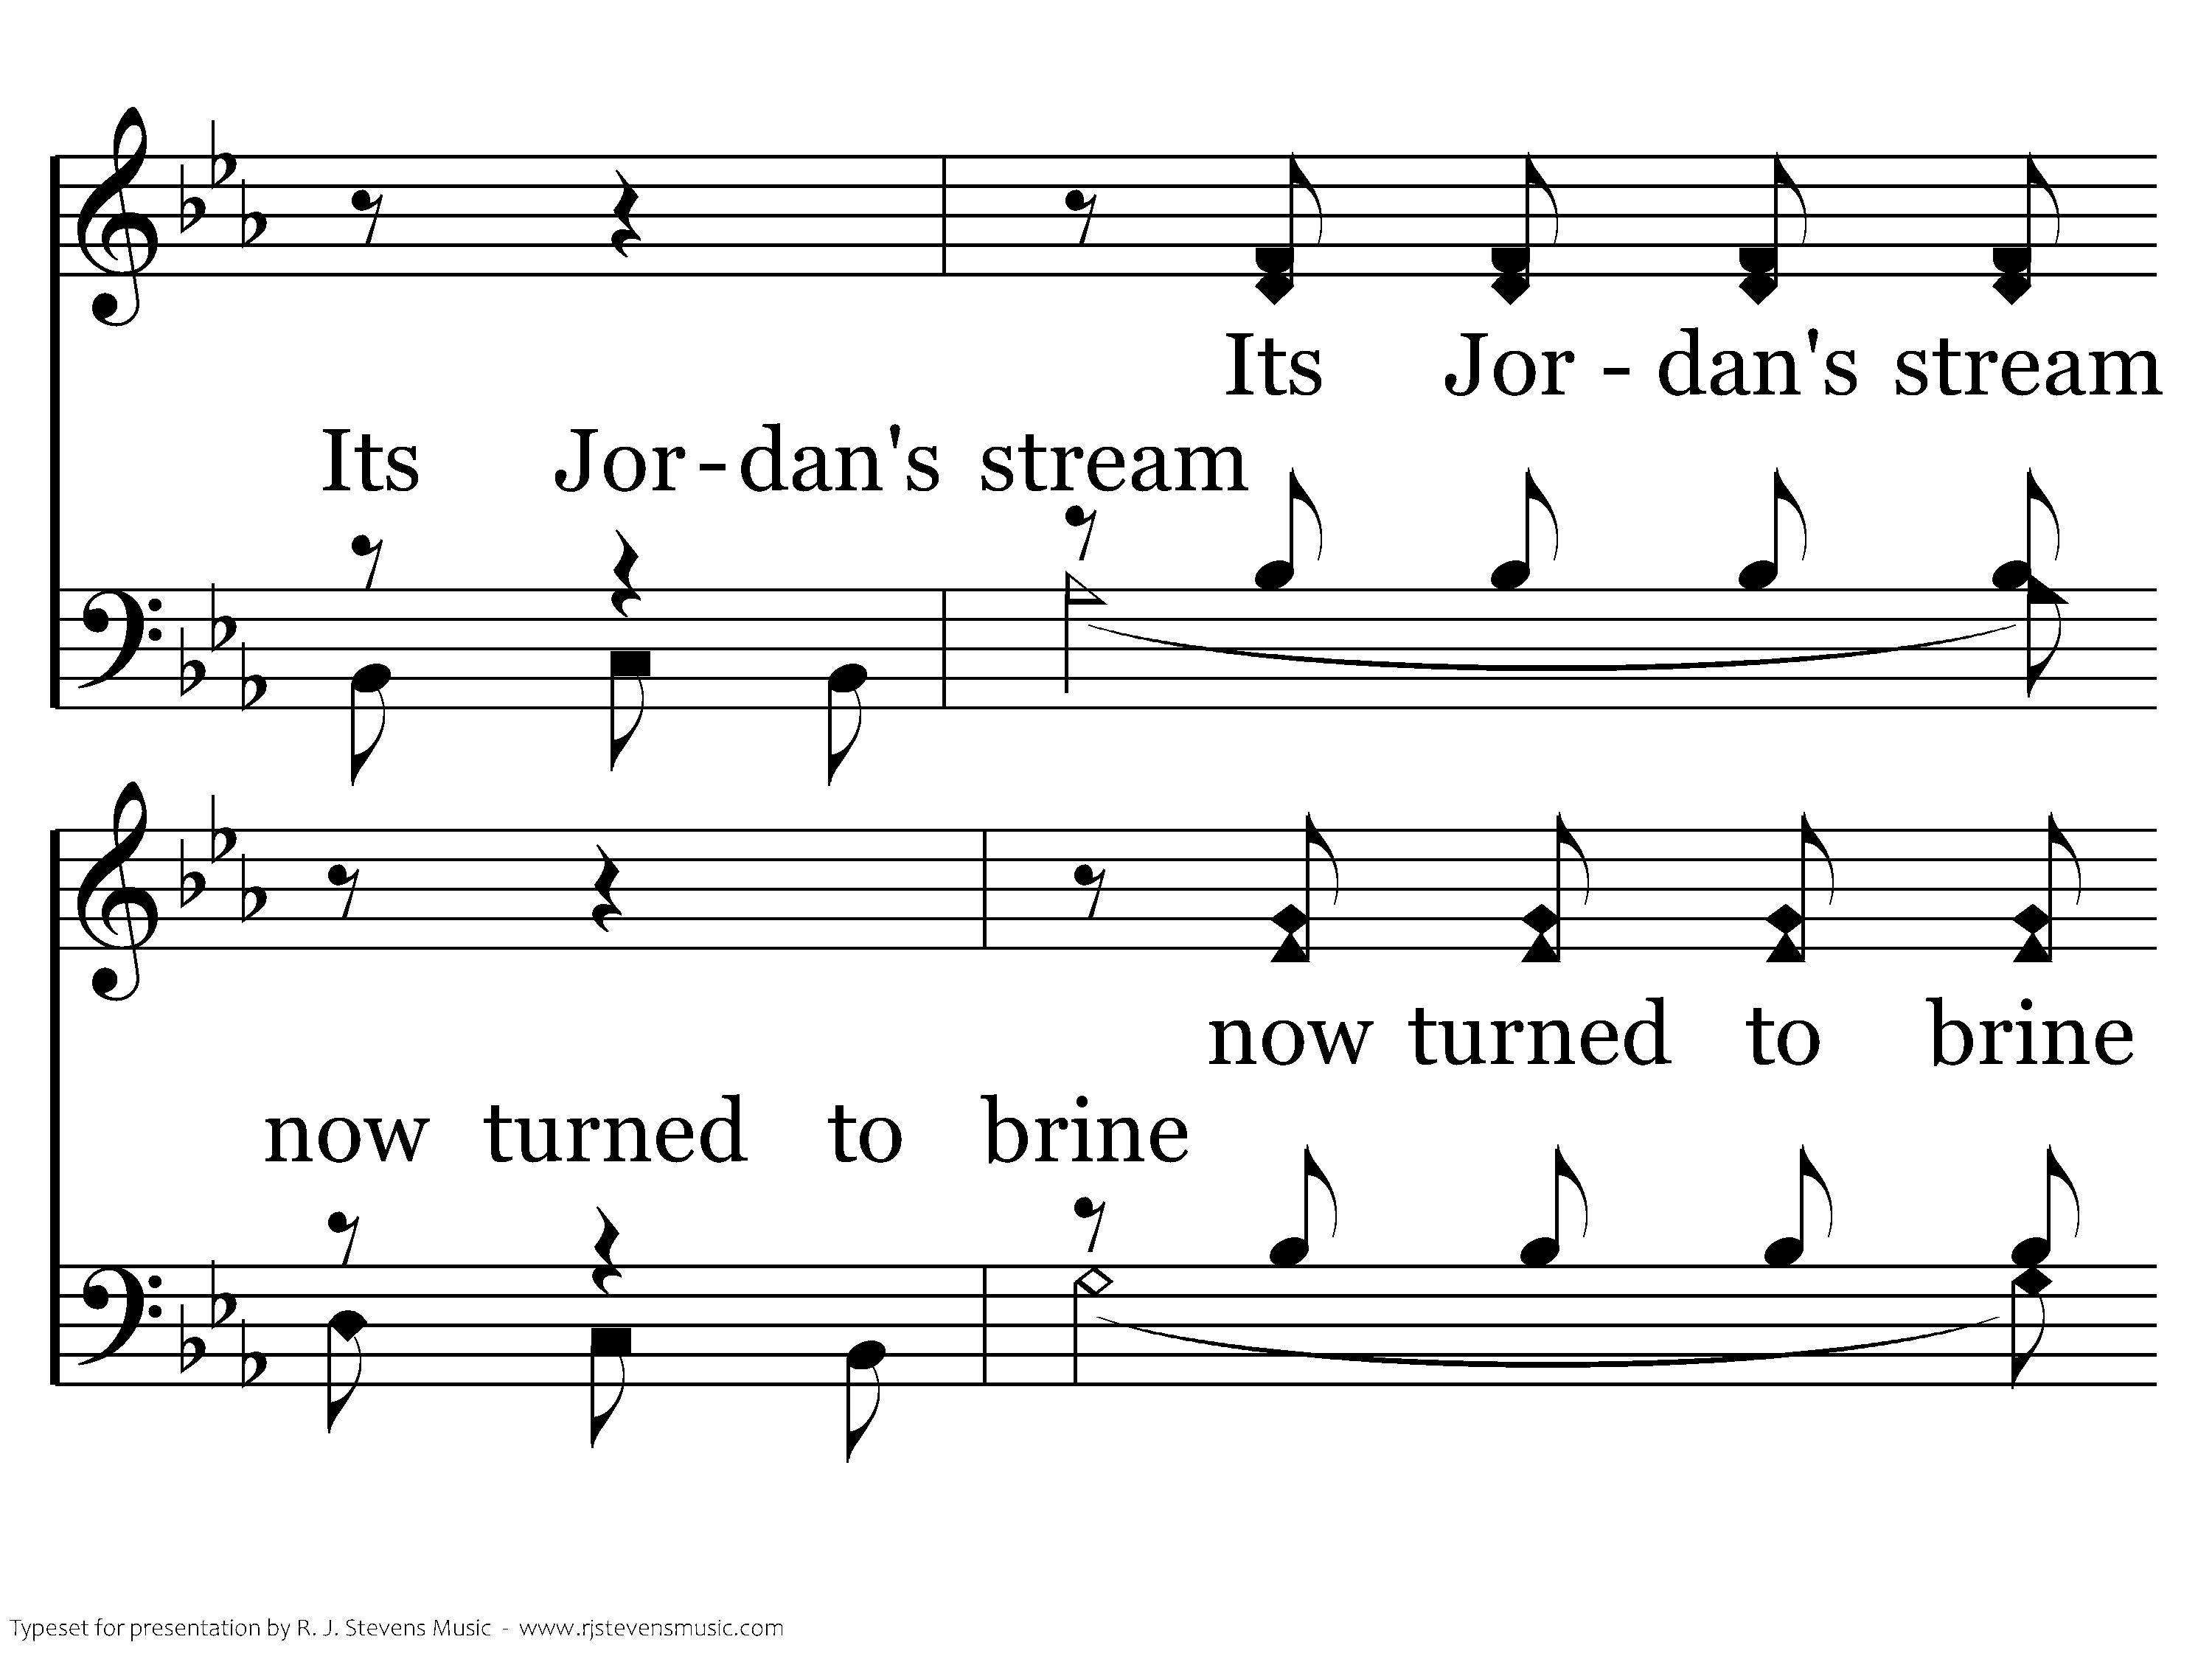 Its Jor - dan's stream
Its Jor - dan's stream
now turned to brine
now turned to brine
Typeset for presentation by R. J. Stevens Music - www.rjstevensmusic.com